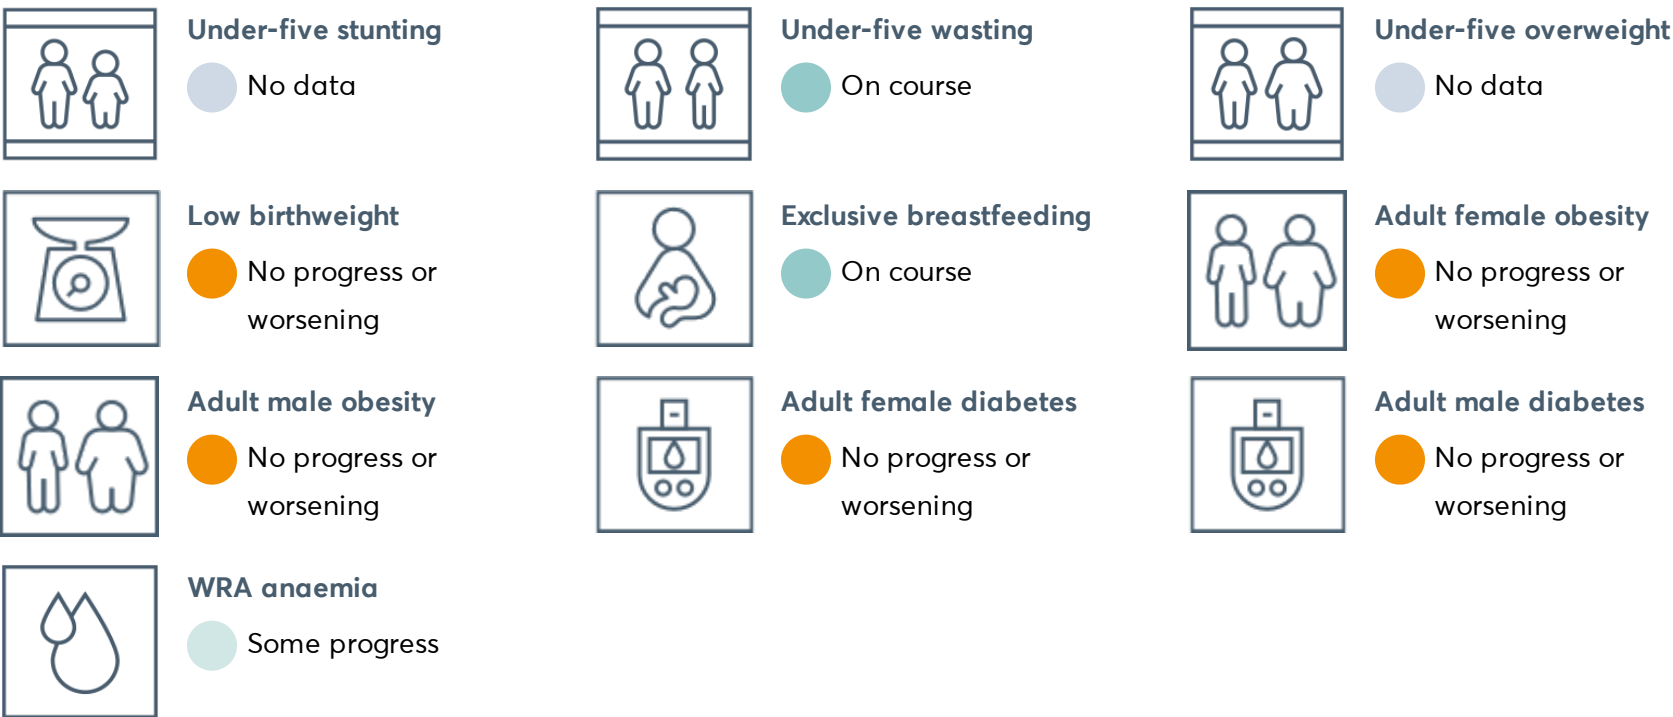 Under-five stunting
No data
Under-five wasting
On course
Under-five overweight
No data
Low birthweight
No progress or
worsening
Exclusive breastfeeding
On course
Adult female obesity
No progress or
worsening
Adult male obesity
No progress or
worsening
Adult female diabetes
No progress or
worsening
Adult male diabetes
No progress or
worsening
WRA anaemia
Some progress